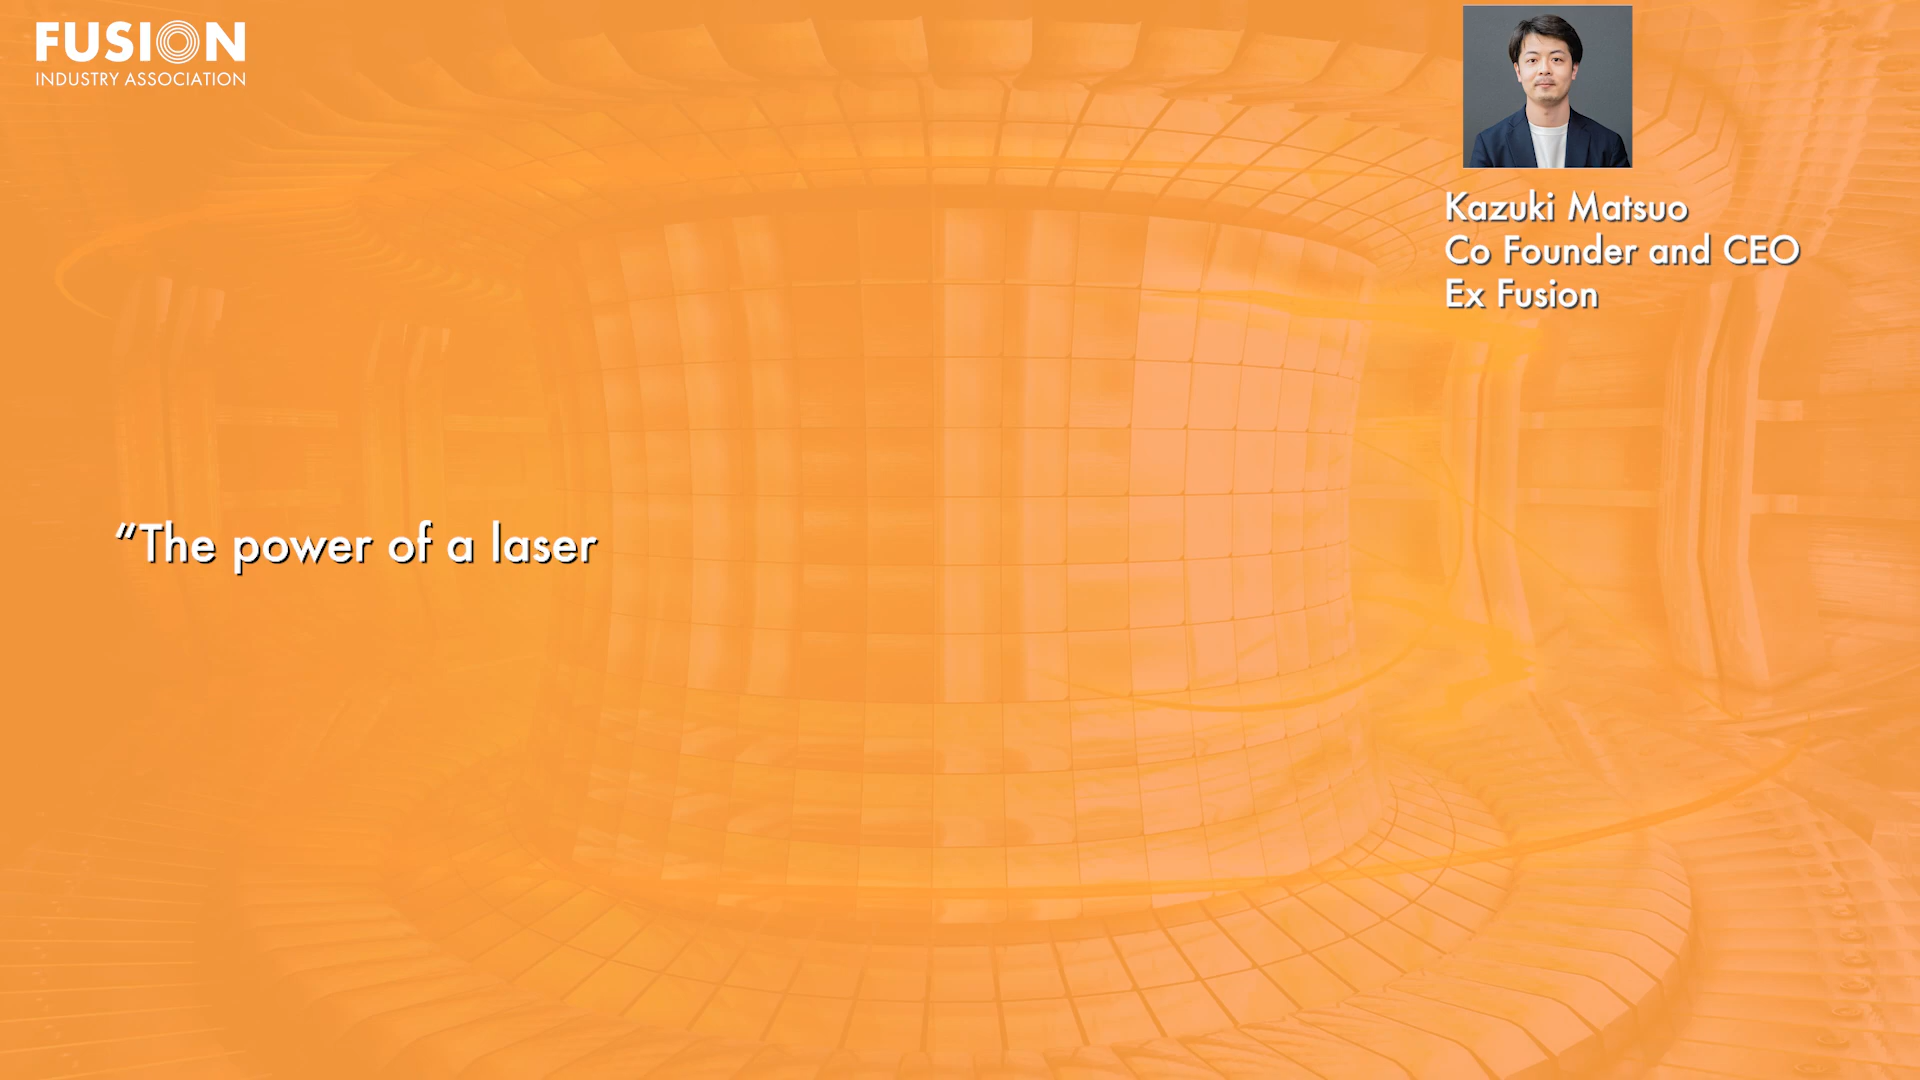 FUSION
INDUSTRY ASSOCIATION
Kazuki Matsuo
Co Founder and CEO
Ex Fusion
“The power of a laser